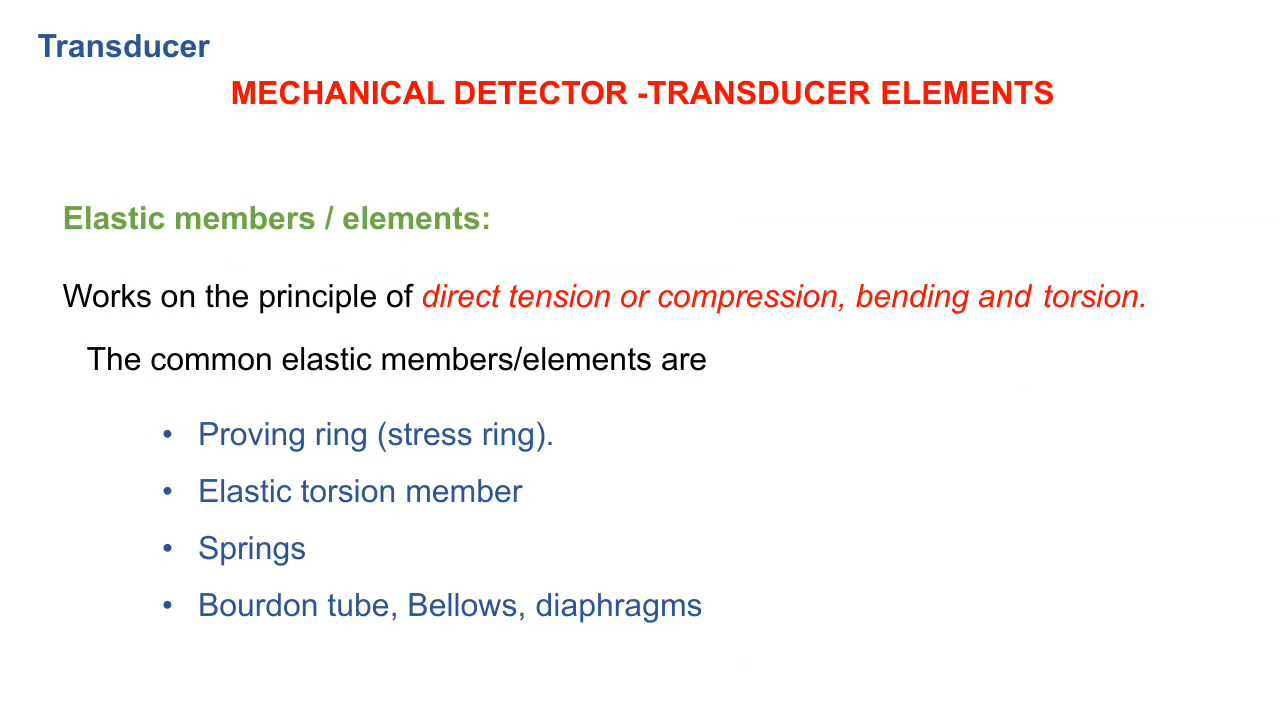 Transducer
MECHANICAL DETECTOR -TRANSDUCER ELEMENTS
Elastic members / elements:
Works on the principle of direct tension or compression, bending and torsion.
The common elastic members/elements are
• Proving ring (stress ring).
• Elastic torsion member
• Springs
• Bourdon tube, Bellows, diaphragms